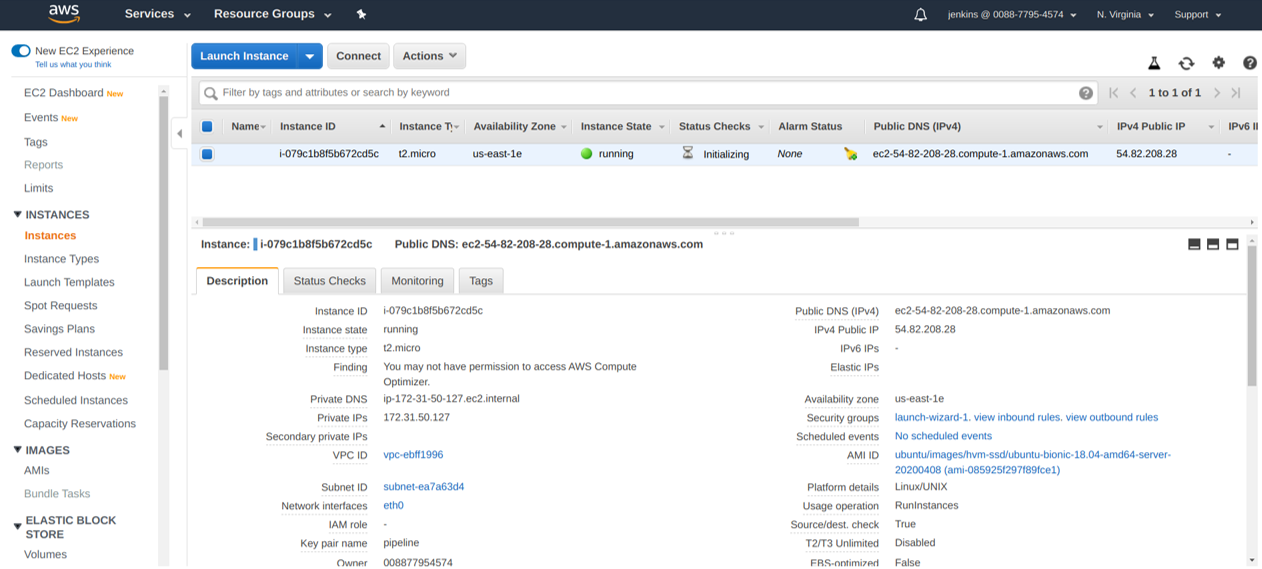 aws
Services
Resource Groups
jenkins @ 0088-7795-4574
N. Virginia
Support
New EC2 Experience
Tell us what you think
EC2 Dashboard New
Events New
Tags
Reports
Limits
INSTANCES
Instances
Instance Types
Launch Templates
Spot Requests
Savings Plans
Reserved Instances
Dedicated Hosts New
Scheduled Instances
Capacity Reservations
IMAGES
AMIs
Bundle Tasks
ELASTIC BLOCK
STORE
Volumes
Launch Instance
Connect
Actions
Filter by tags and attributes or search by keyword
1 to 1 of 1
Name Instance ID Instance Ty Availability Zone Instance State Status Checks Alarm Status Public DNS (IPv4) IPv4 Public IP IPv6 I
i-079c1b8f5b672cd5c t2.micro us-east-1e running Initializing None ec2-54-82-208-28.compute-1.amazonaws.com 54.82.208.28 -
Instance: i-079c1b8f5b672cd5c Public DNS: ec2-54-82-208-28.compute-1.amazonaws.com
Description Status Checks Monitoring Tags
Instance ID i-079c1b8f5b672cd5c
Instance state running
Instance type t2.micro
Finding You may not have permission to access AWS Compute
Optimizer.
Private DNS ip-172-31-50-127.ec2.internal
Private IPs 172.31.50.127
Secondary private IPs
VPC ID vpc-ebff1996
Subnet ID subnet-ea7a63d4
Network interfaces eth0
IAM role -
Key pair name pipeline
Owner 008877954574
Public DNS (IPv4) ec2-54-82-208-28.compute-1.amazonaws.com
IPv4 Public IP 54.82.208.28
IPv6 IPs -
Elastic IPs
Availability zone us-east-1e
Security groups launch-wizard-1. view inbound rules. view outbound rules
Scheduled events No scheduled events
AMI ID ubuntu/images/hvm-ssd/ubuntu-bionic-18.04-amd64-server-
20200408 (ami-085925f297f89fce1)
Platform details Linux/UNIX
Usage operation RunInstances
Source/dest. check True
T2/T3 Unlimited Disabled
EBS-optimized False